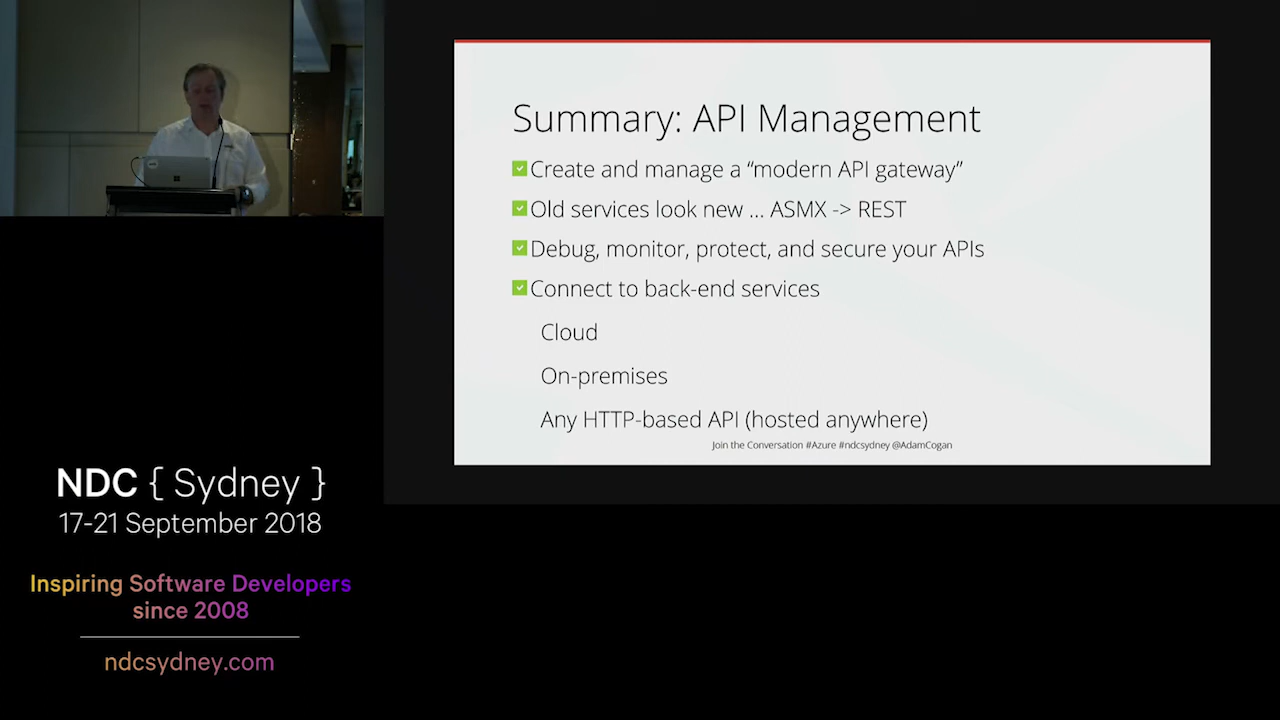 Summary: API Management
Create and manage a “modern API gateway”
Old services look new ... ASMX -> REST
Debug, monitor, protect, and secure your APIs
Connect to back-end services
Cloud
On-premises
Any HTTP-based API (hosted anywhere)
Join the Conversation #Azure #ndcsydney @AdamCogan
NDC { Sydney }
17-21 September 2018
Inspiring Software Developers
since 2008
ndcsydney.com